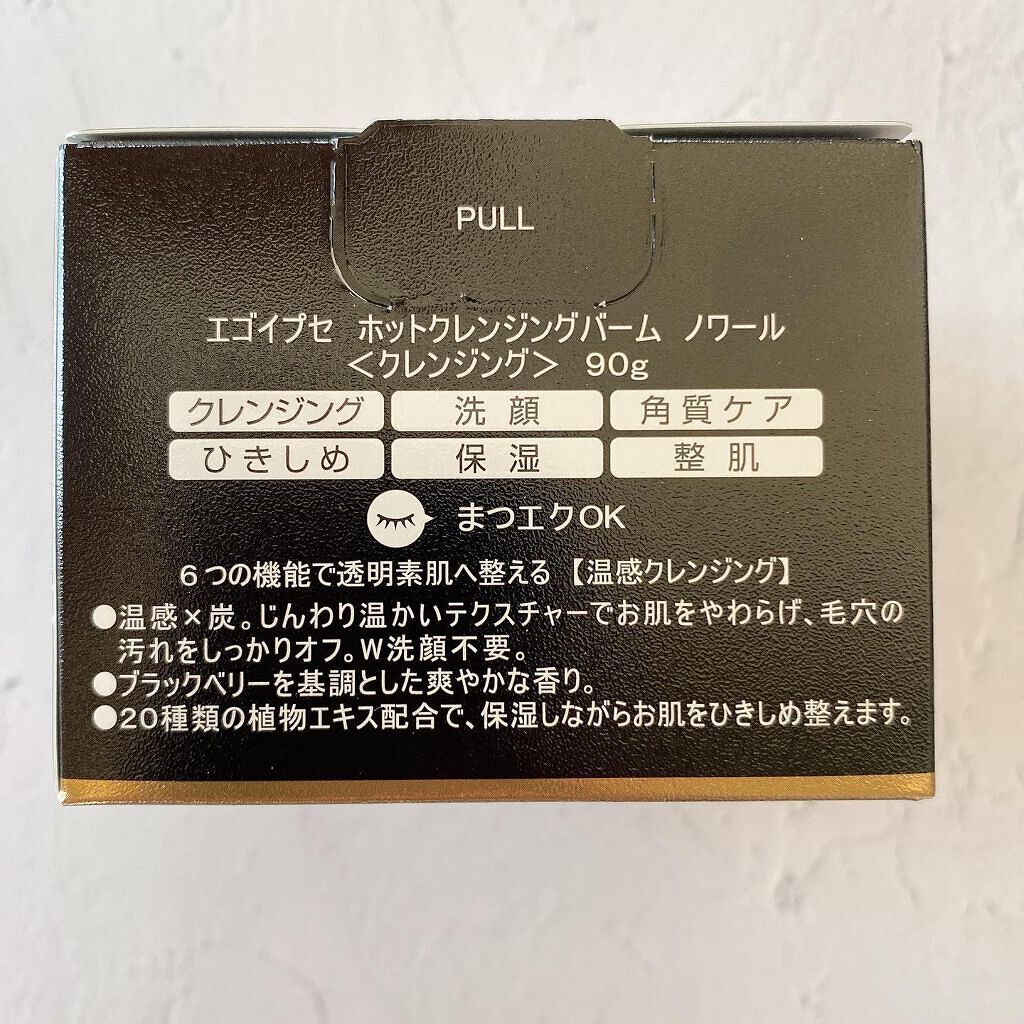 PULL
エゴイプセ ホットクレンジングバーム ノワール
＜クレンジング＞ 90g
クレンジング 洗顔 角質ケア
ひきしめ 保湿 整肌
まつエクOK
6つの機能で透明素肌へ整える 【温感クレンジング】
●温感×炭。じんわり温かいテクスチャーでお肌をやわらげ、毛穴の
汚れをしっかりオフ。W洗顔不要。
●ブラックベリーを基調とした爽やかな香り。
●20種類の植物エキス配合で、保湿しながらお肌をひきしめ整えます。